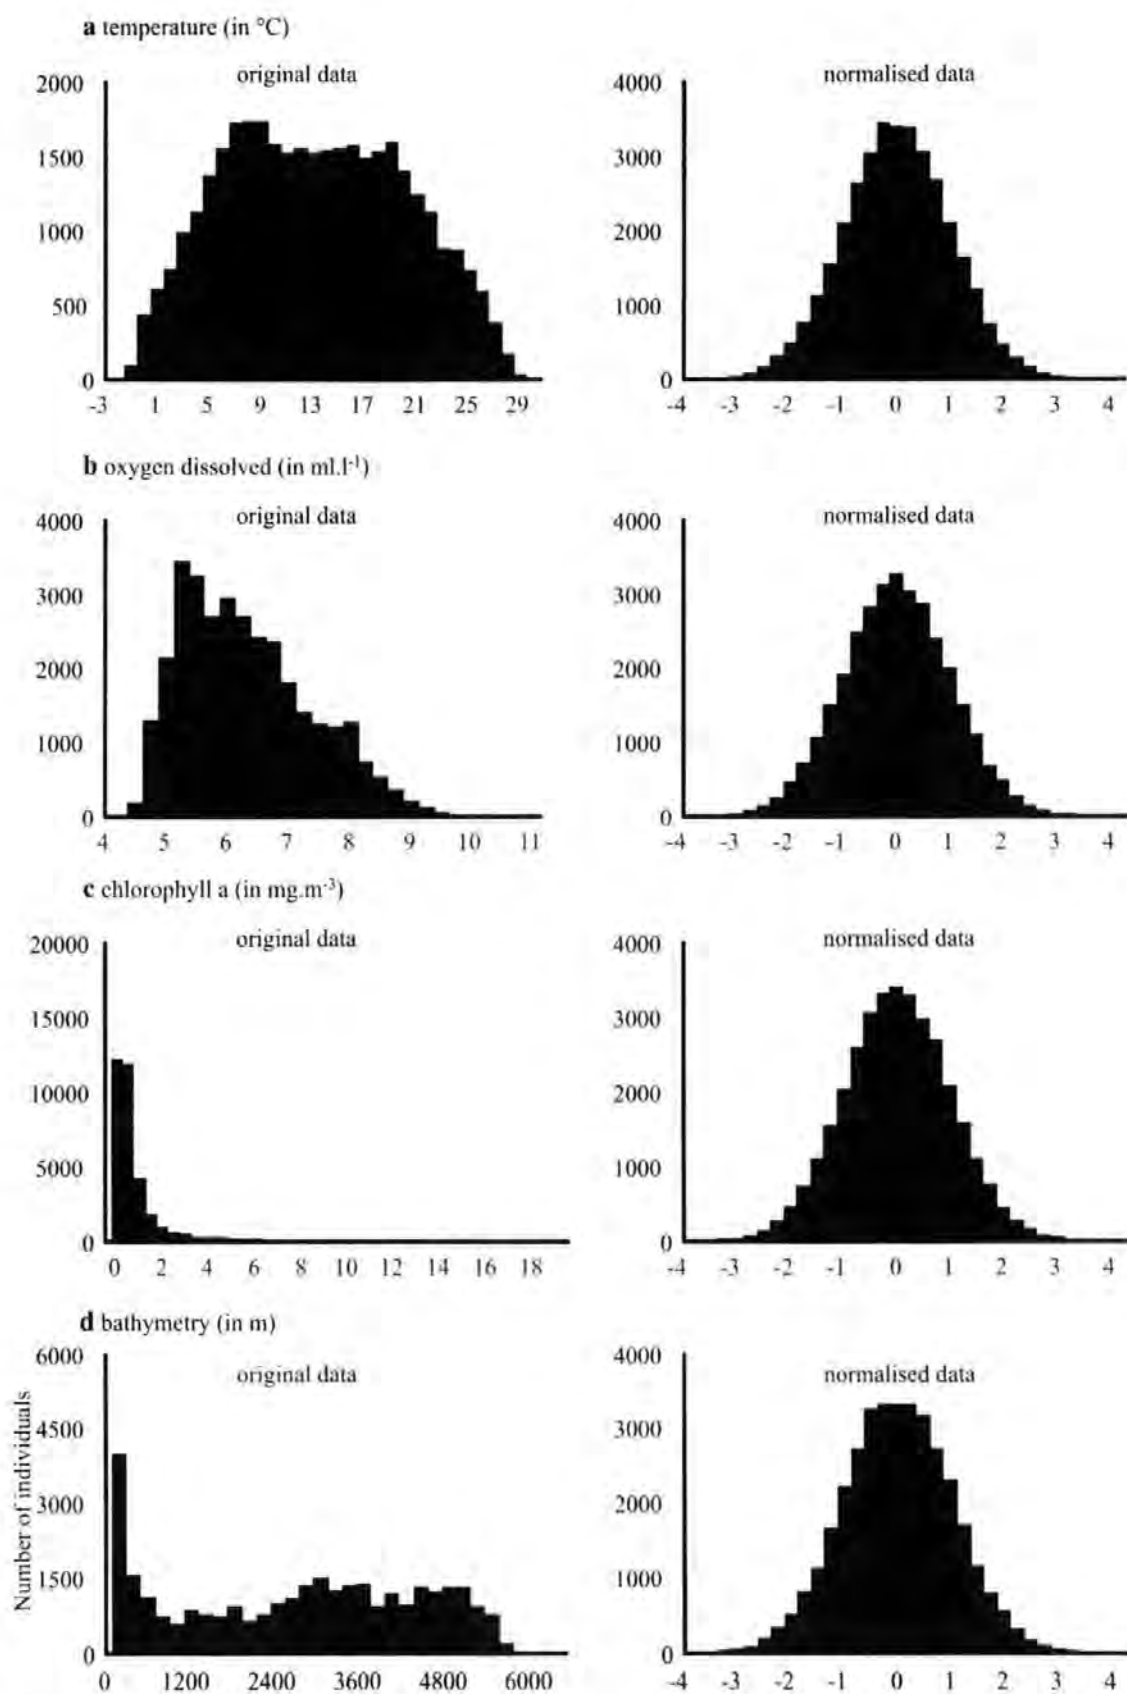 a temperature (in °C)
original data
2000
1500
1000
500
0
-3 1 5 9 13 17 21 25 29
normalised data
4000
3000
2000
1000
0
-4 -3 -2 -1 0 1 2 3 4
b oxygen dissolved (in ml.l-1)
original data
4000
3000
2000
1000
0
4 5 6 7 8 9 10 11
normalised data
4000
3000
2000
1000
0
-4 -3 -2 -1 0 1 2 3 4
c chlorophyll a (in mg.m-3)
original data
20000
15000
10000
5000
0
0 2 4 6 8 10 12 14 16 18
normalised data
4000
3000
2000
1000
0
-4 -3 -2 -1 0 1 2 3 4
d bathymetry (in m)
original data
Number of individuals
6000
4500
3000
1500
0
0 1200 2400 3600 4800 6000
normalised data
4000
3000
2000
1000
0
-4 -3 -2 -1 0 1 2 3 4